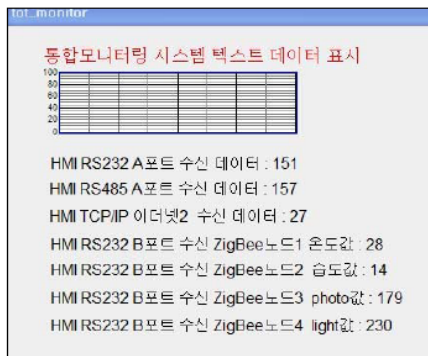 tot_monitor
통합모니터링 시스템 텍스트 데이터 표시
100
80
60
40
20
0
HMI RS232 A포트 수신 데이터 : 151
HMI RS485 A포트 수신 데이터 : 157
HMI TCP/IP 이더넷2 수신 데이터 : 27
HMI RS232 B포트 수신 ZigBee노드1 온도값 : 28
HMI RS232 B포트 수신 ZigBee노드2 습도값 : 14
HMI RS232 B포트 수신 ZigBee노드3 photo값 : 179
HMI RS232 B포트 수신 ZigBee노드4 light값 : 230